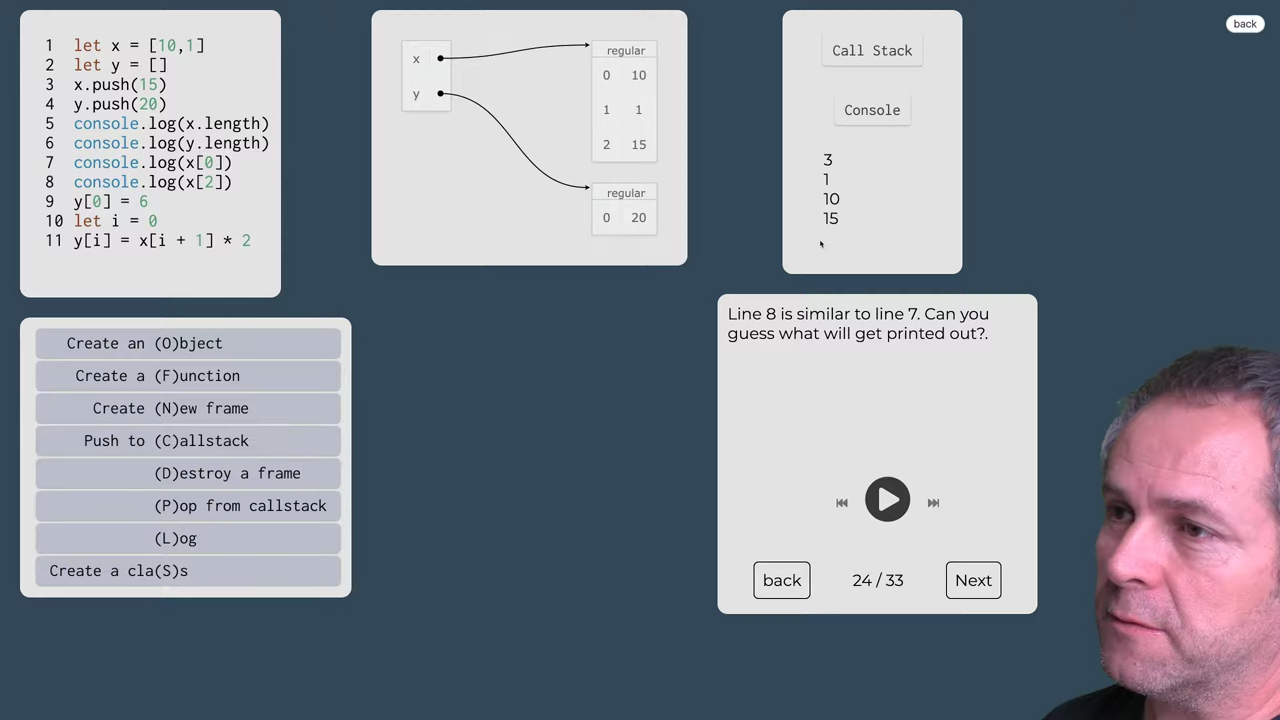 back
1 let x = [10,1]
2 let y = []
3 x.push(15)
4 y.push(20)
5 console.log(x.length)
6 console.log(y.length)
7 console.log(x[0])
8 console.log(x[2])
9 y[0] = 6
10 let i = 0
11 y[i] = x[i + 1] * 2
x
y
regular
0 10
1 1
2 15
regular
0 20
Call Stack
Console
3
1
10
15
Create an (O)bject
Create a (F)unction
Create (N)ew frame
Push to (C)allstack
(D)estroy a frame
(P)op from callstack
(L)og
Create a cla(S)s
Line 8 is similar to line 7. Can you
guess what will get printed out?.
back 24 / 33 Next